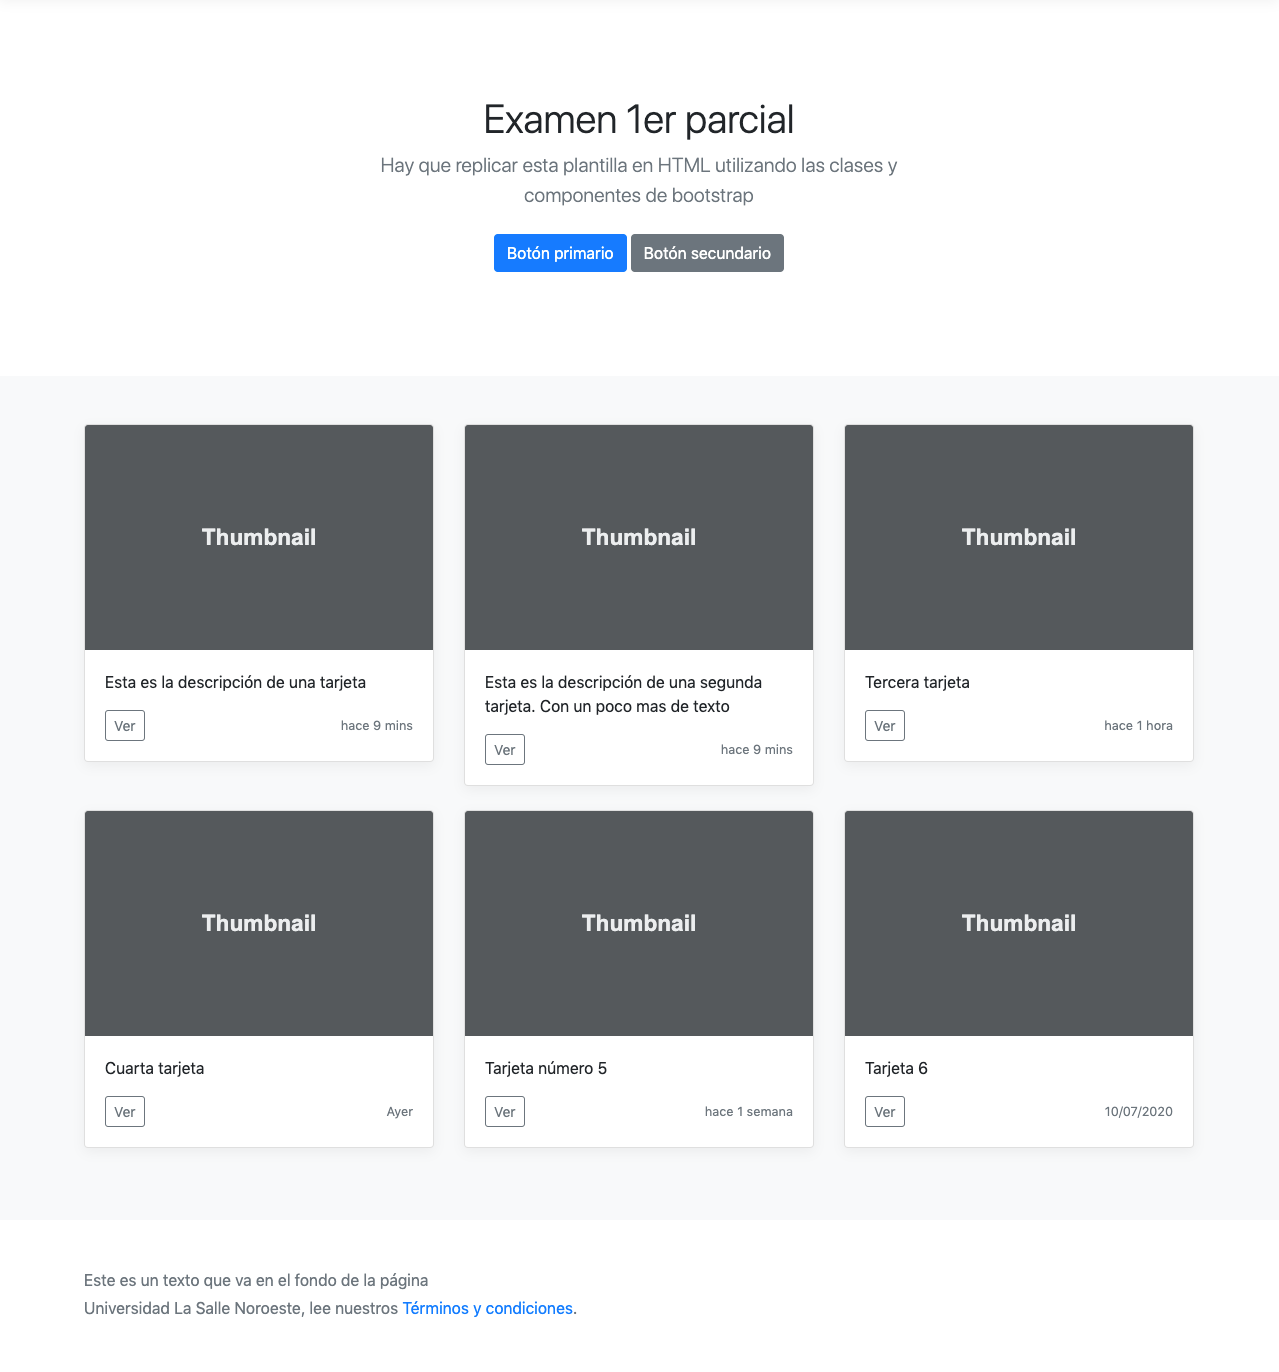 Examen 1er parcial
Hay que replicar esta plantilla en HTML utilizando las clases y
componentes de bootstrap
Botón primario
Botón secundario
Thumbnail
Thumbnail
Thumbnail
Esta es la descripción de una tarjeta
Ver
hace 9 mins
Esta es la descripción de una segunda
tarjeta. Con un poco mas de texto
Ver
hace 9 mins
Tercera tarjeta
Ver
hace 1 hora
Thumbnail
Thumbnail
Thumbnail
Cuarta tarjeta
Ver
Ayer
Tarjeta número 5
Ver
hace 1 semana
Tarjeta 6
Ver
10/07/2020
Este es un texto que va en el fondo de la página
Universidad La Salle Noroeste, lee nuestros Términos y condiciones.